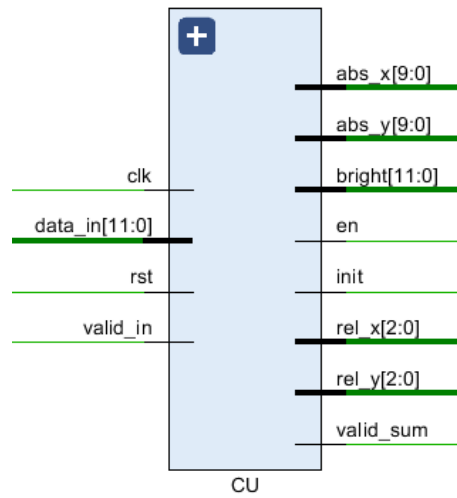 abs_x[9:0]
abs_y[9:0]
clk
bright[11:0]
data_in[11:0]
en
rst
init
valid_in
rel_x[2:0]
rel_y[2:0]
valid_sum
CU